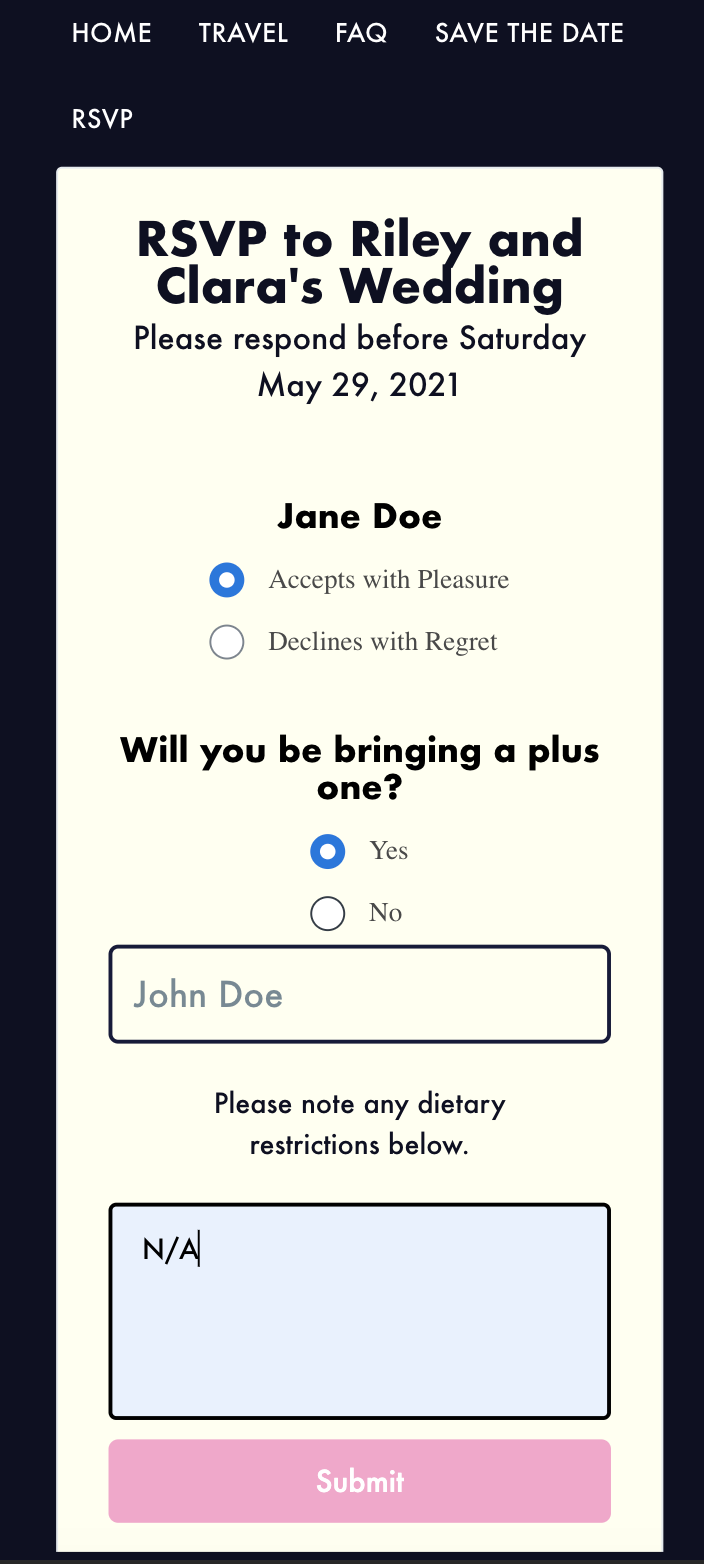 HOME TRAVEL FAQ SAVE THE DATE
RSVP
RSVP to Riley and
Clara's Wedding
Please respond before Saturday
May 29, 2021
Jane Doe
Accepts with Pleasure
Declines with Regret
Will you be bringing a plus
one?
Yes
No
John Doe
Please note any dietary
restrictions below.
N/A
Submit